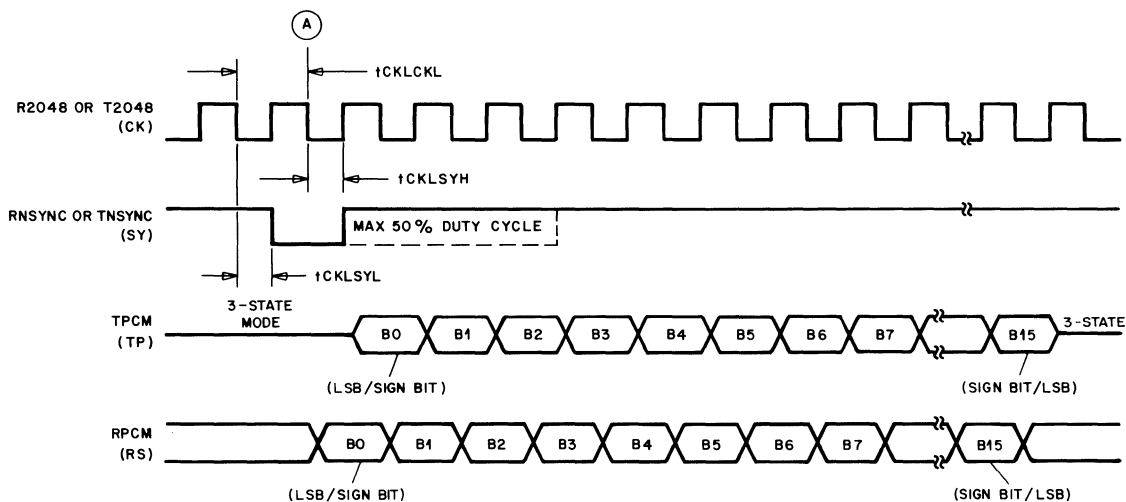 A
tCKLCKL
R2048 OR T2048
(CK)
tCKLSYH
RNSYNC OR TNSYNC
(SY)
MAX 50% DUTY CYCLE
tCKLSYL
3-STATE
MODE
TPCM
(TP)
B0 B1 B2 B3 B4 B5 B6 B7 B15
3-STATE
(LSB/SIGN BIT)
(SIGN BIT/LSB)
RPCM
(RS)
B0 B1 B2 B3 B4 B5 B6 B7 B15
(LSB/SIGN BIT)
(SIGN BIT/LSB)